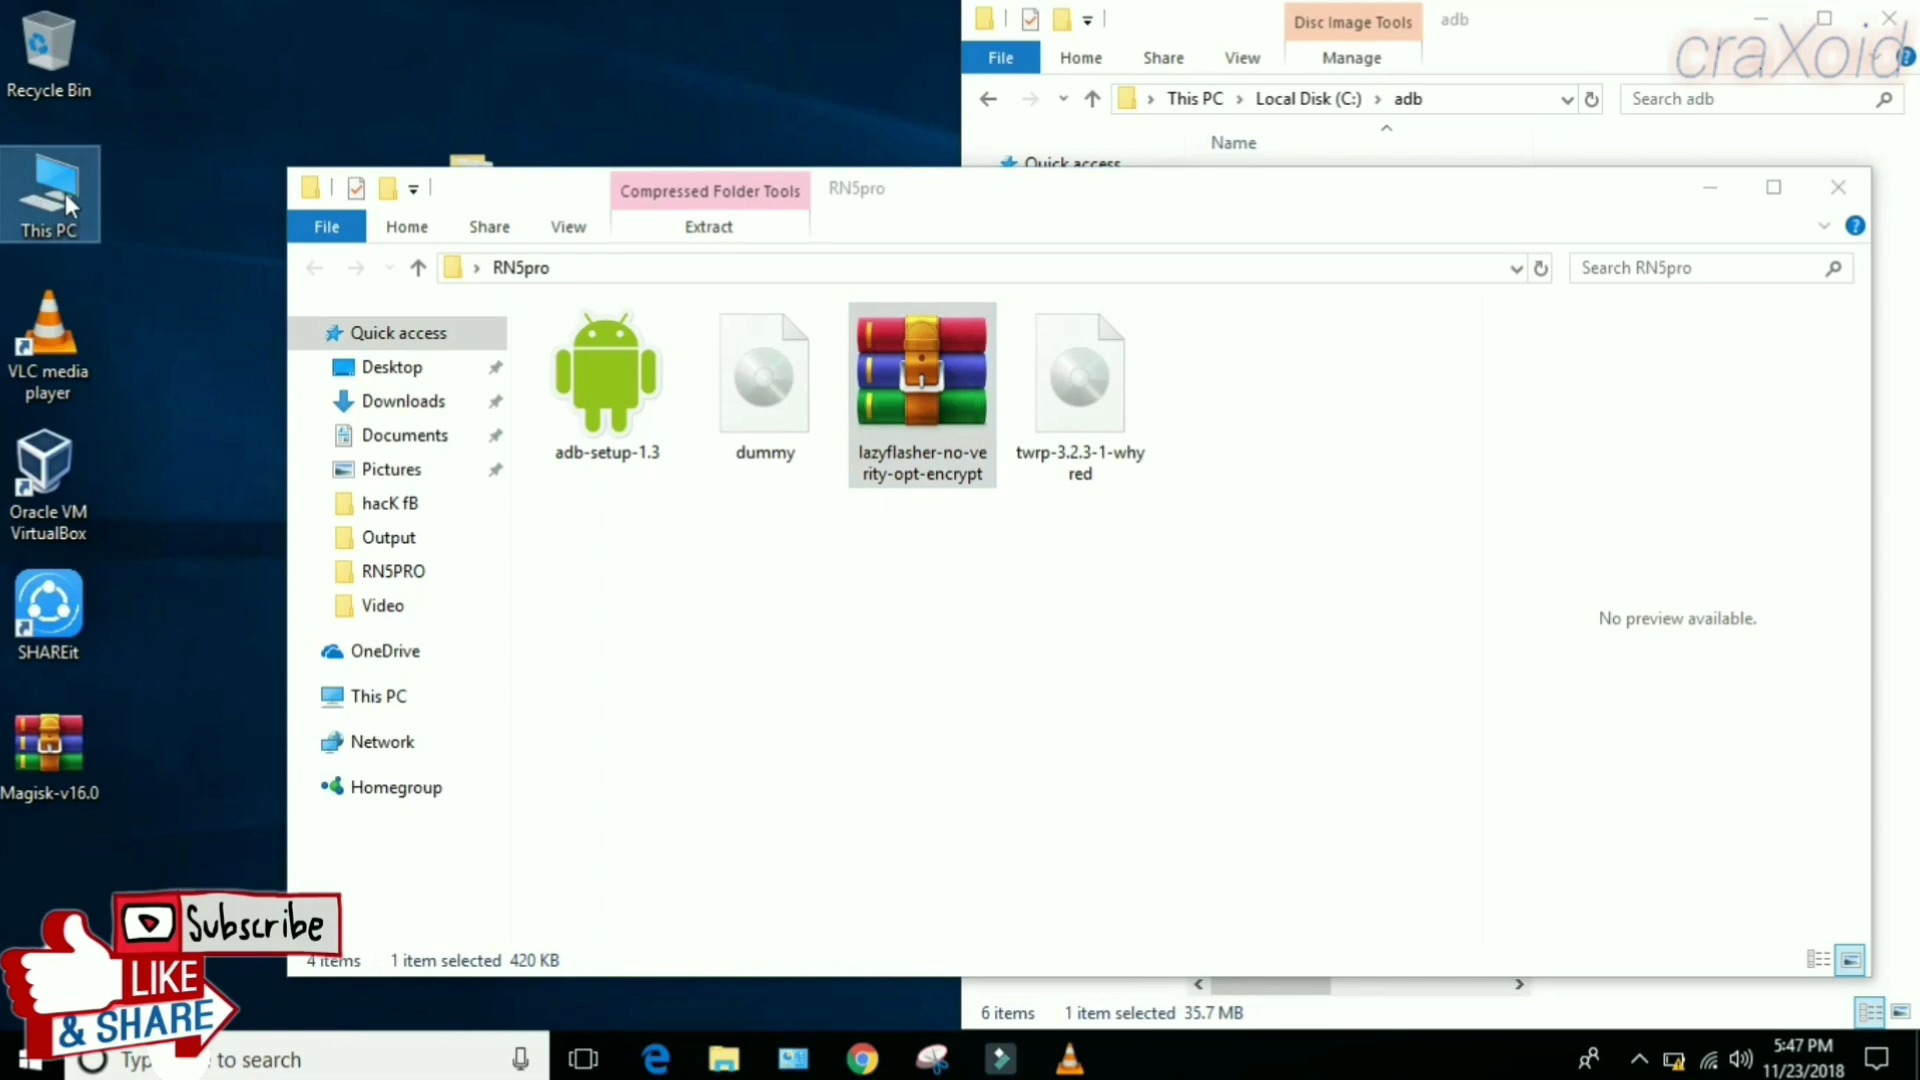 Recycle Bin
This PC
VLC media
player
Oracle VM
VirtualBox
SHAREit
Magisk-v16.0
Disc Image Tools
adb
craXoid
File
Home
Share
View
Manage
This PC
Local Disk (C:)
adb
Search adb
Name
Quick access
Compressed Folder Tools
RN5pro
File
Home
Share
View
Extract
RN5pro
Search RN5pro
Quick access
Desktop
Downloads
Documents
Pictures
hacK fB
Output
RN5PRO
Video
OneDrive
This PC
Network
Homegroup
adb-setup-1.3
dummy
lazyflasher-no-ve
rity-opt-encrypt
twrp-3.2.3-1-why
red
No preview available.
4 items 1 item selected 420 KB
6 items 1 item selected 35.7 MB
Subscribe
LIKE
& SHARE
to search
5:47 PM
11/23/2018